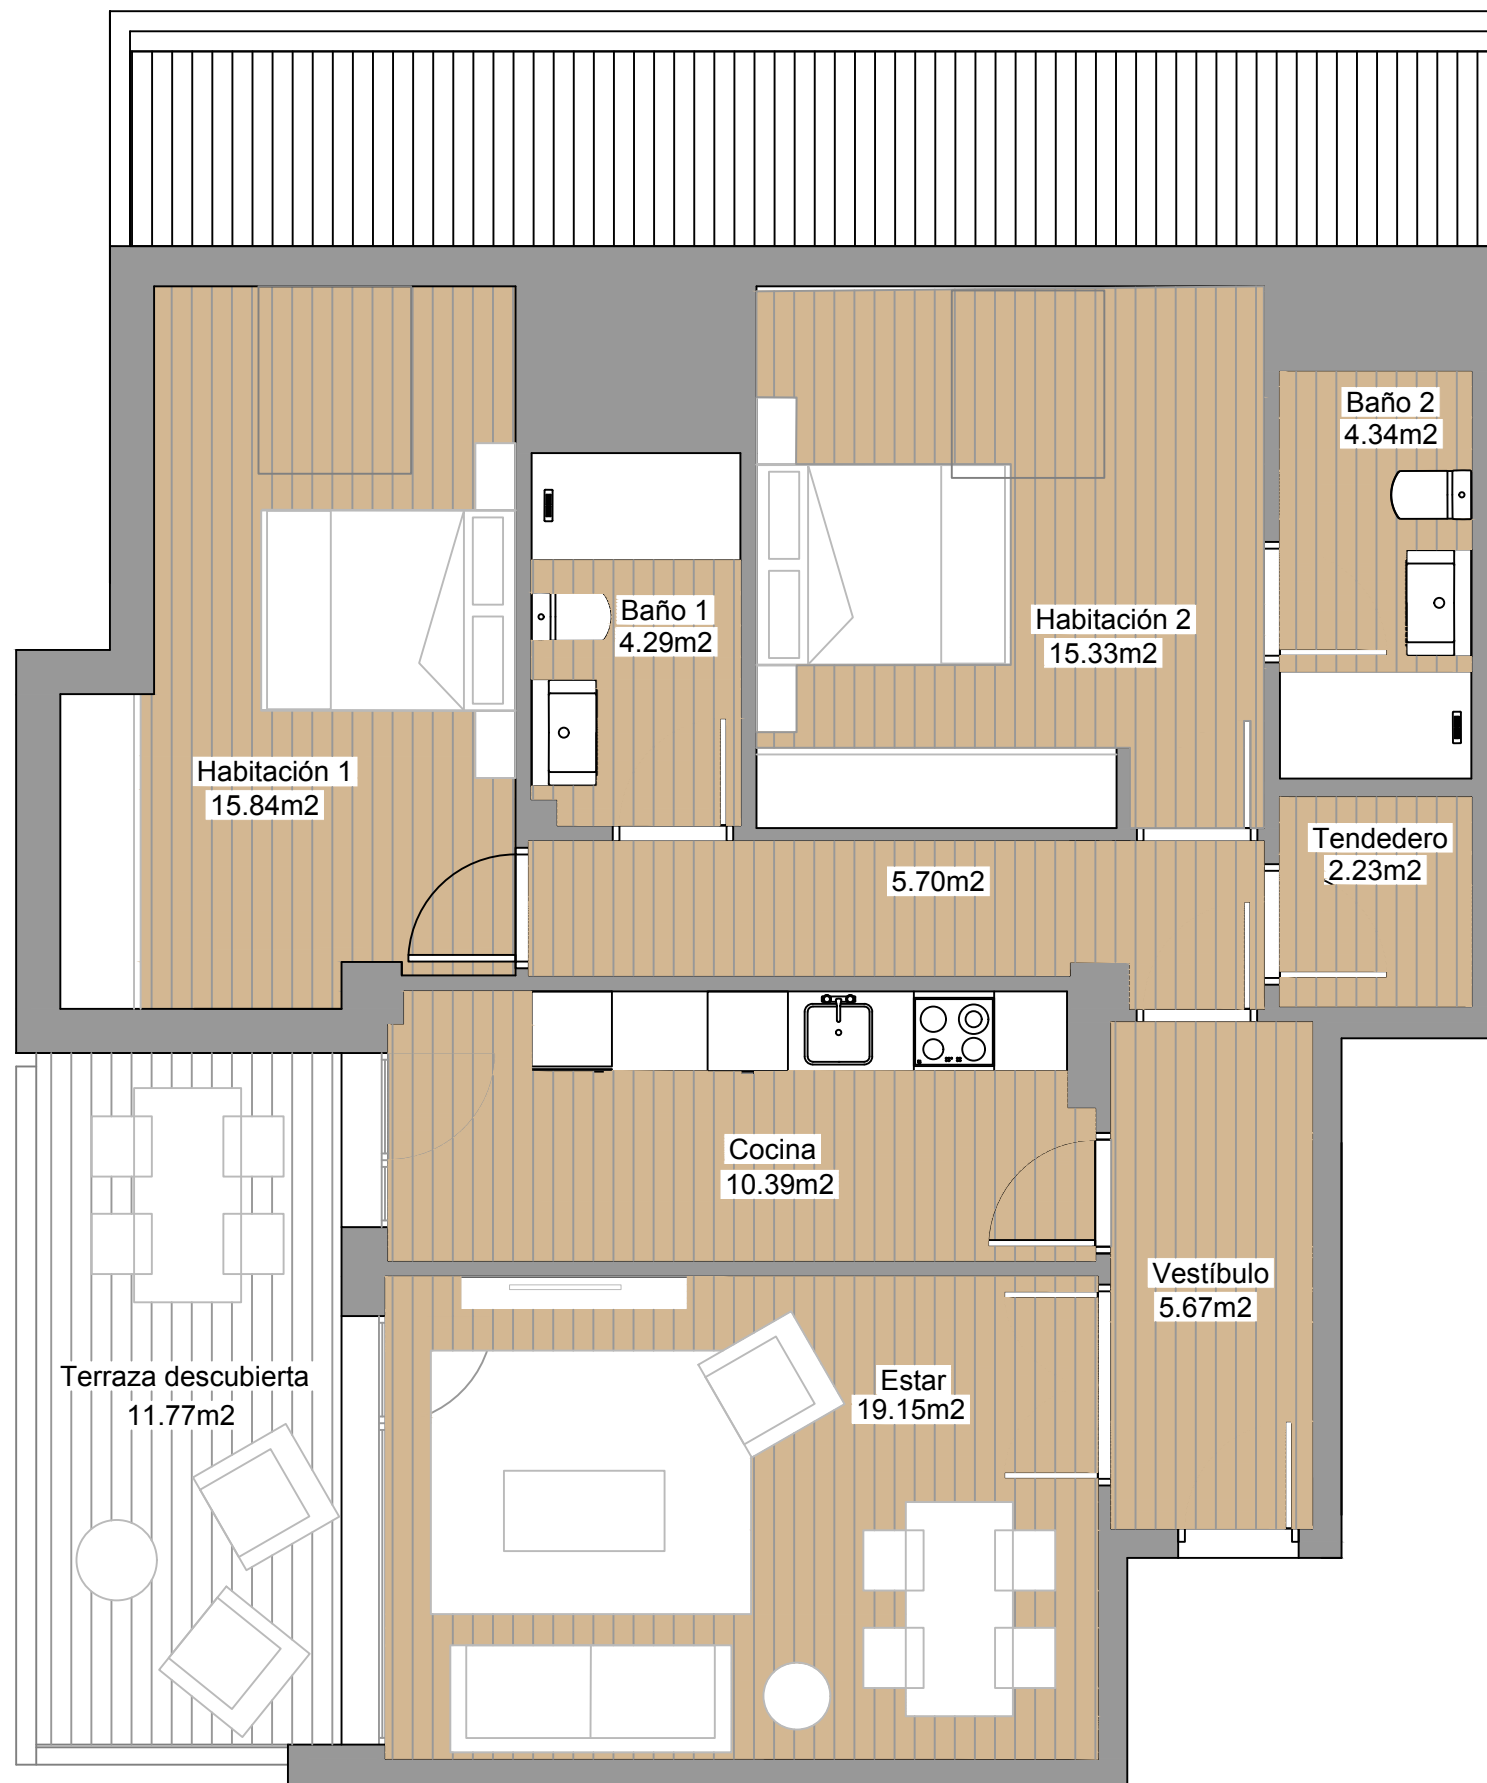 Baño 2
4.34m2
Baño 1
4.29m2
Habitación 2
15.33m2
Habitación 1
15.84m2
Tendedero
2.23m2
5.70m2
Cocina
10.39m2
Vestíbulo
5.67m2
Terraza descubierta
11.77m2
Estar
19.15m2